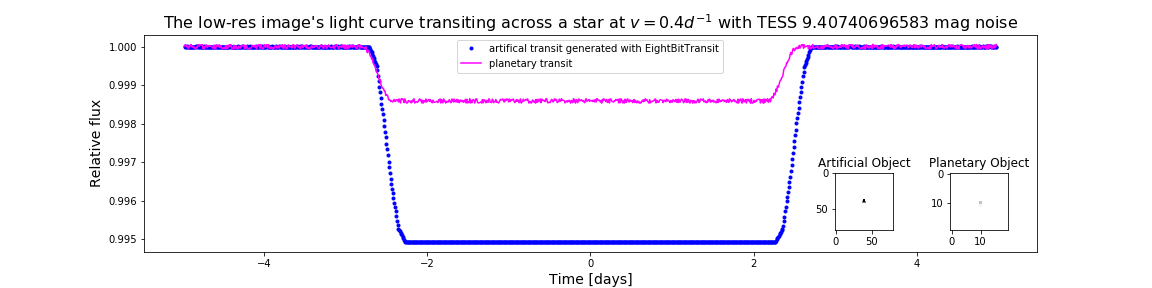 The low-res image's light curve transiting across a star at v = 0.4d⁻¹ with TESS 9.40740696583 mag noise
artifical transit generated with EightBitTransit
planetary transit
Relative flux
1.000
0.999
0.998
0.997
0.996
0.995
Artificial Object
0
50
0
50
Planetary Object
0
10
0
10
−4
−2
0
2
4
Time [days]